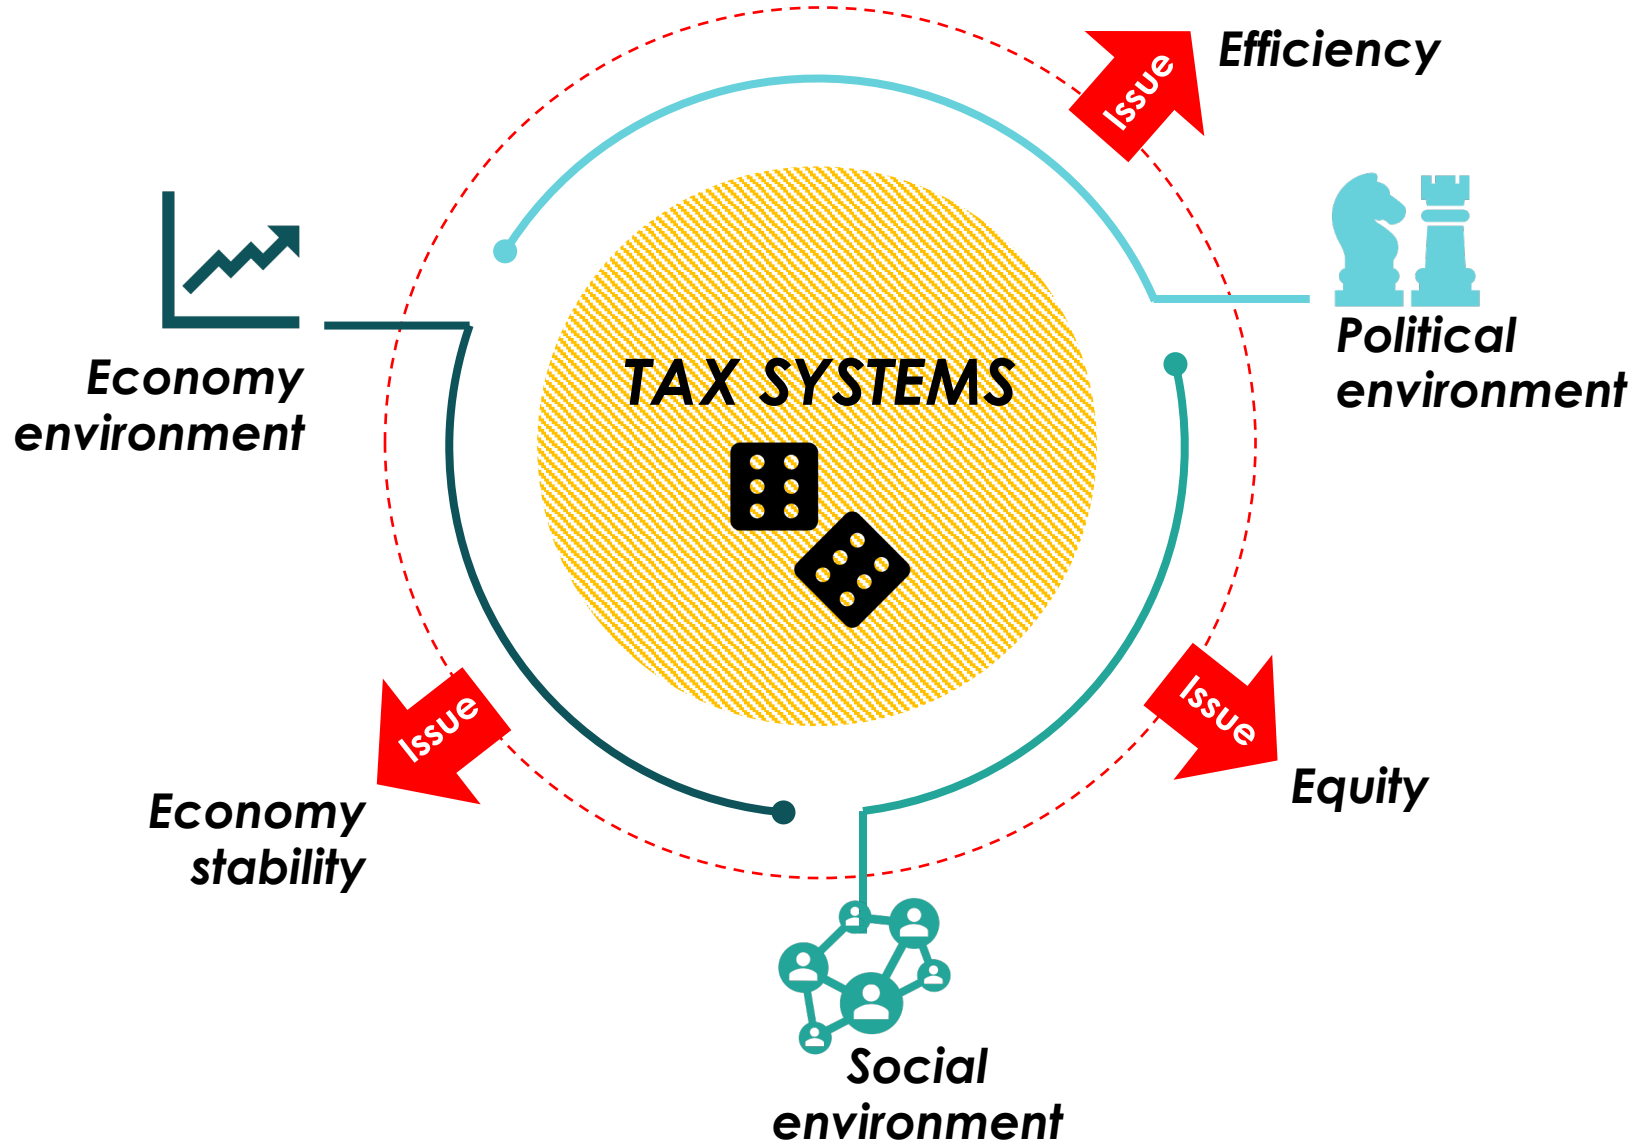 Efficiency
Issue
Political
environment
Economy
environment
TAX SYSTEMS
Issue
Economy
stability
Issue
Equity
Social
environment